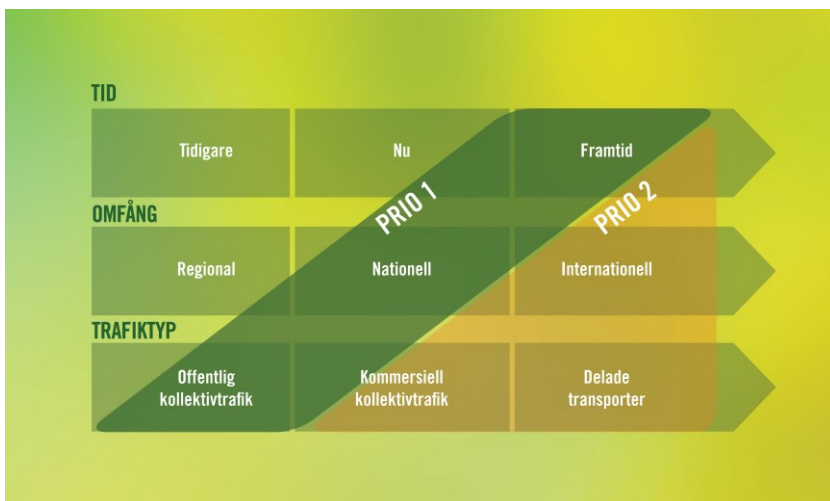 TID
Tidigare
Nu
Framtid
PRIO 1
PRIO 2
OMFÅNG
Regional
Nationell
Internationell
TRAFIKTYP
Offentlig
kollektivtrafik
Kommersiell
kollektivtrafik
Delade
transporter